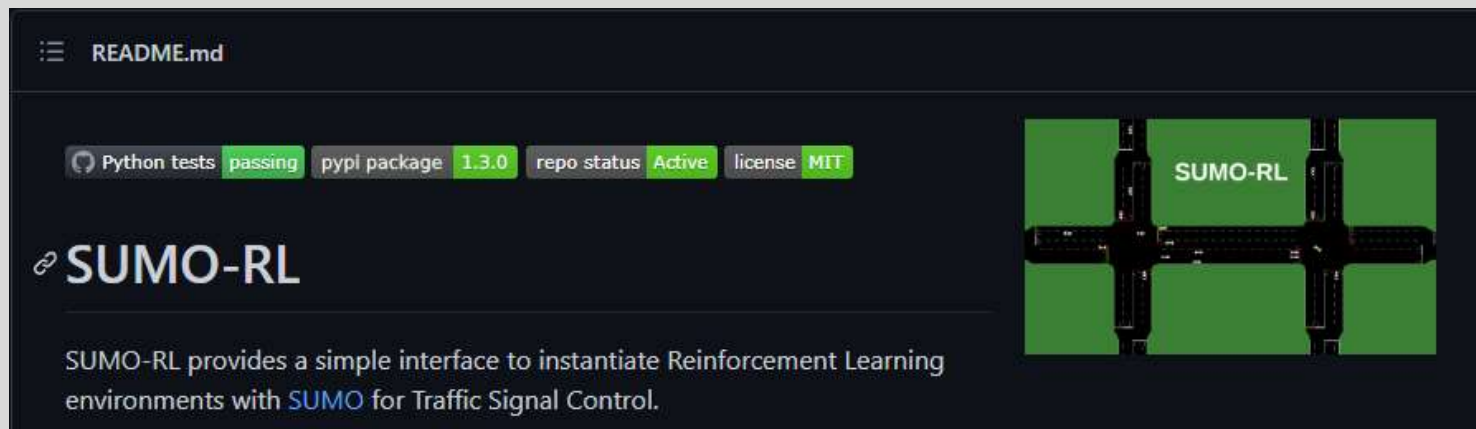 README.md
Python tests passing pypi package 1.3.0 repo status Active license MIT
SUMO-RL
SUMO-RL
SUMO-RL provides a simple interface to instantiate Reinforcement Learning
environments with SUMO for Traffic Signal Control.